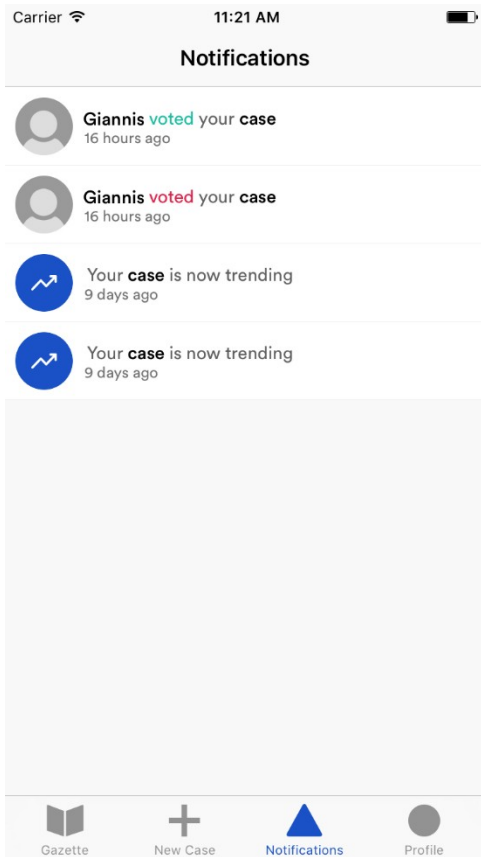 Carrier 11:21 AM
Notifications
Giannis voted your case
16 hours ago
Giannis voted your case
16 hours ago
Your case is now trending
9 days ago
Your case is now trending
9 days ago
Gazette New Case Notifications Profile